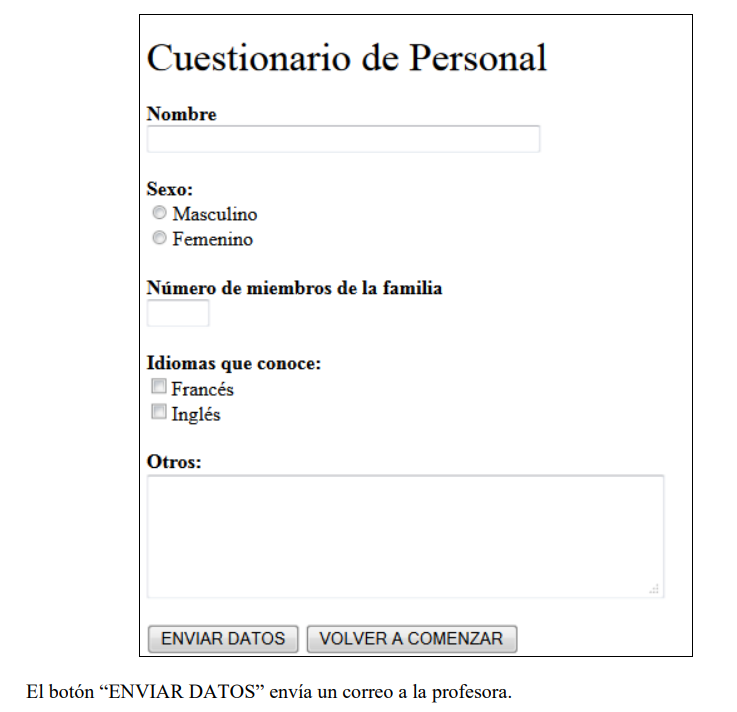 Cuestionario de Personal
Nombre
Sexo:
Masculino
Femenino
Número de miembros de la familia
Idiomas que conoce:
Francés
Inglés
Otros:
ENVIAR DATOS VOLVER A COMENZAR
El botón “ENVIAR DATOS” envía un correo a la profesora.